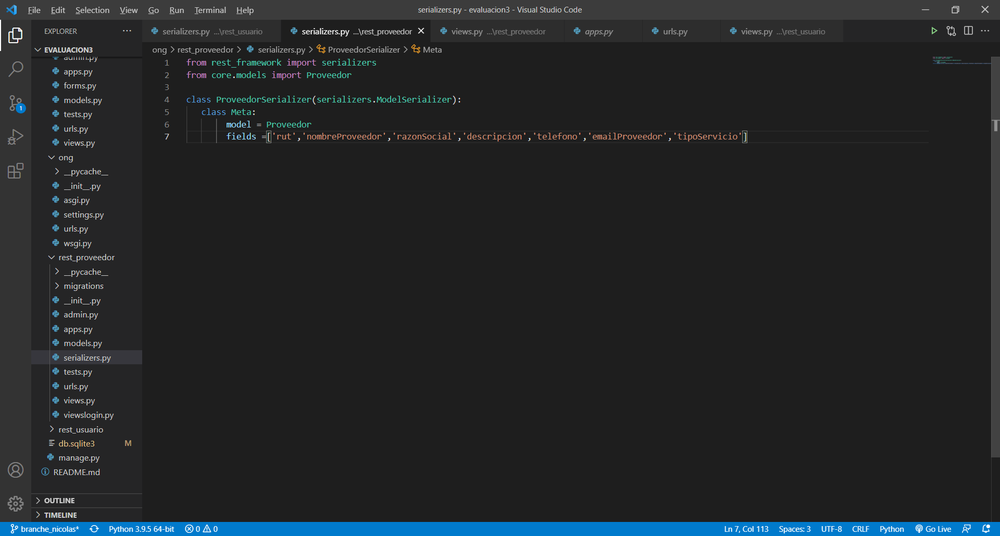 File Edit Selection View Go Run Terminal Help
serializers.py - evaluacion3 - Visual Studio Code
EXPLORER
serializers.py ...\rest_usuario
serializers.py ...\rest_proveedor
views.py ...\rest_proveedor
apps.py
urls.py
views.py ...\rest_usuario
EVALUACION3
admin.py
apps.py
forms.py
models.py
tests.py
urls.py
views.py
ong
__pycache__
__init__.py
asgi.py
settings.py
urls.py
wsgi.py
rest_proveedor
__pycache__
migrations
__init__.py
admin.py
apps.py
models.py
serializers.py
tests.py
urls.py
views.py
viewslogin.py
rest_usuario
db.sqlite3 M
manage.py
README.md
OUTLINE
TIMELINE
1
ong > rest_proveedor > serializers.py > ProveedorSerializer > Meta
1 from rest_framework import serializers
2 from core.models import Proveedor
3
4 class ProveedorSerializer(serializers.ModelSerializer):
5 class Meta:
6 model = Proveedor
7 fields =['rut','nombreProveedor','razonSocial','descripcion','telefono','emailProveedor','tipoServicio']
branche_nicolas* Python 3.9.5 64-bit 0 0 Ln 7, Col 113 Spaces: 3 UTF-8 CRLF Python Go Live